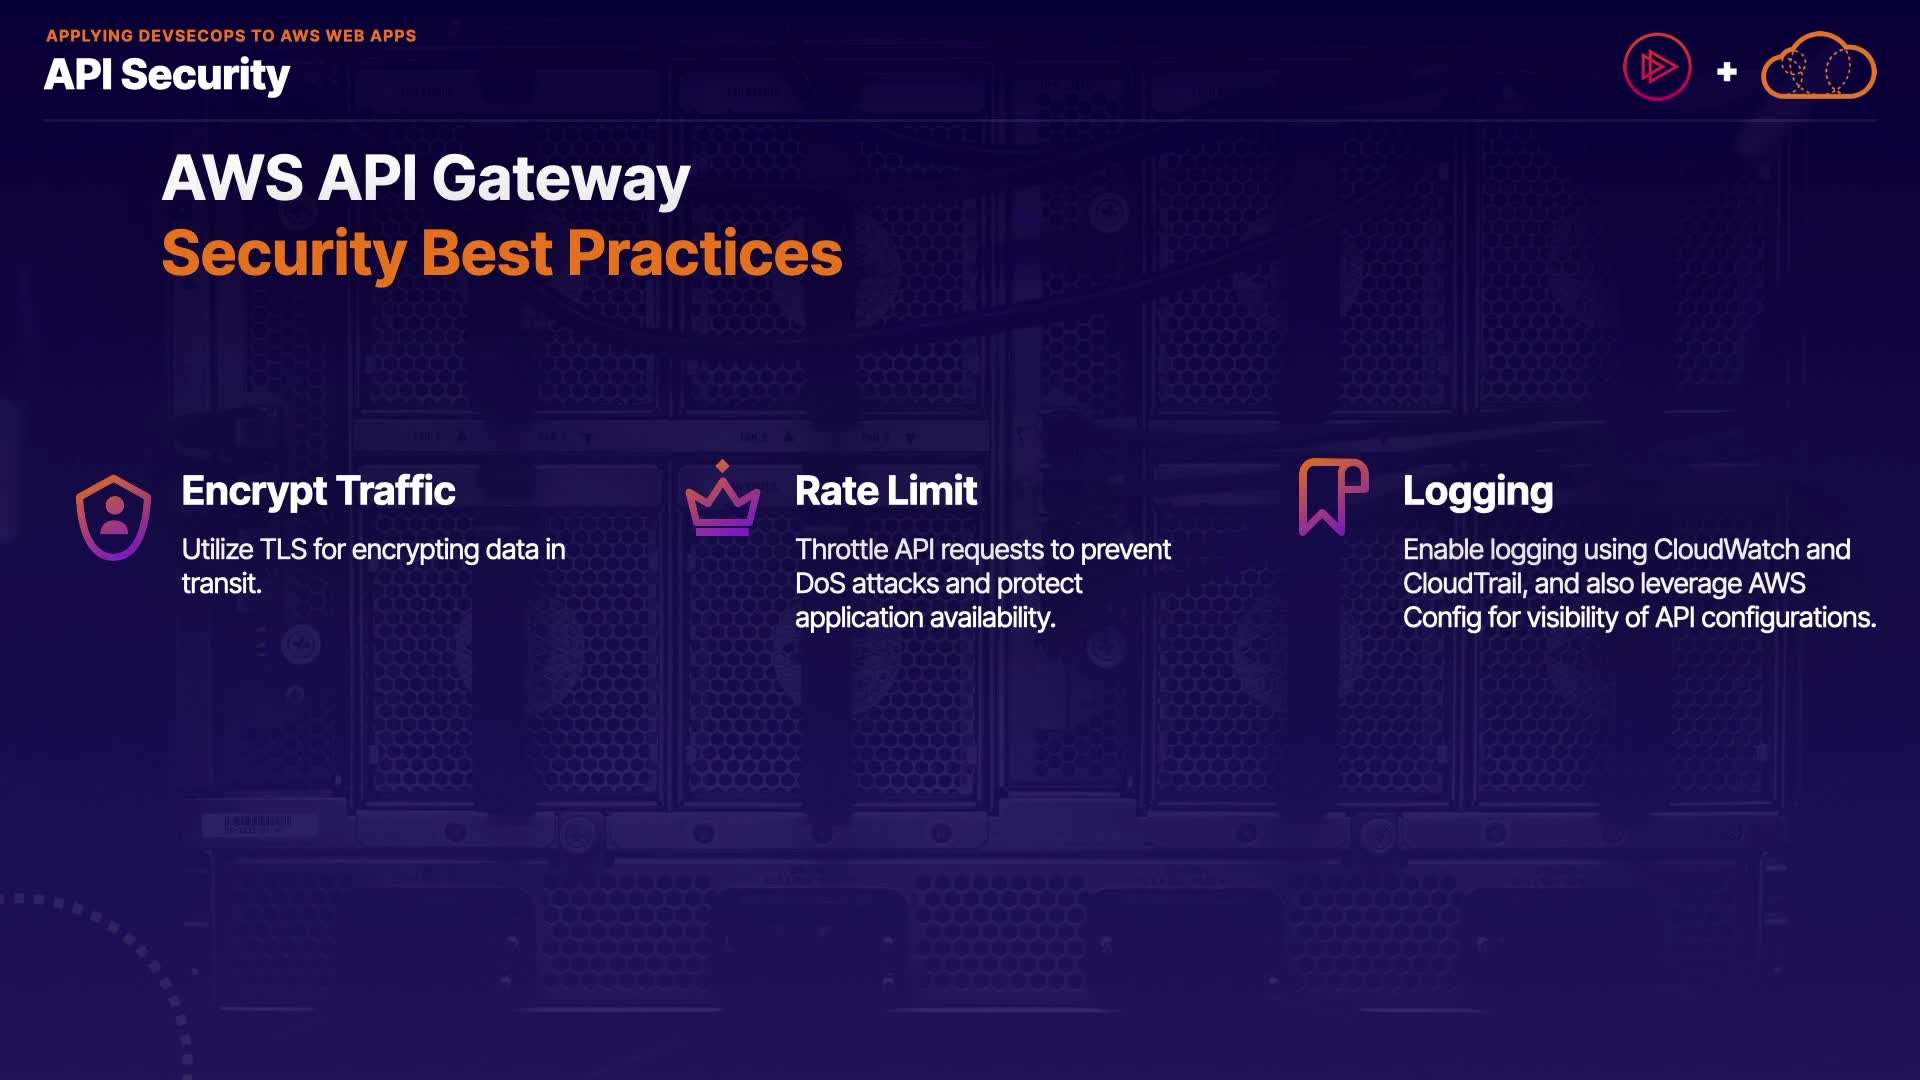 APPLYING DEVSECOPS TO AWS WEB APPS
API Security
AWS API Gateway
Security Best Practices
Encrypt Traffic
Utilize TLS for encrypting data in
transit.
Rate Limit
Throttle API requests to prevent
DoS attacks and protect
application availability.
Logging
Enable logging using CloudWatch and
CloudTrail, and also leverage AWS
Config for visibility of API configurations.